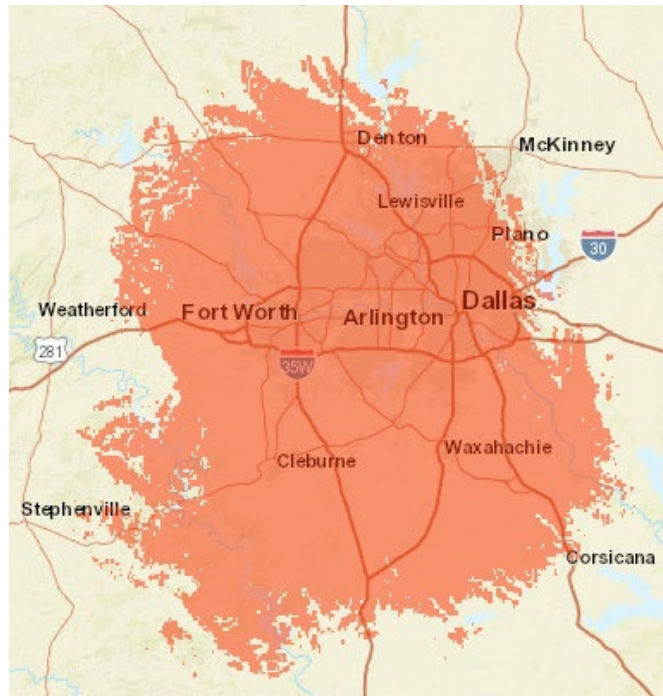 Denton
McKinney
Lewisville
Plano
30
Weatherford
Fort Worth
Arlington
Dallas
281
35W
Cleburne
Waxahachie
Stephenville
Corsicana